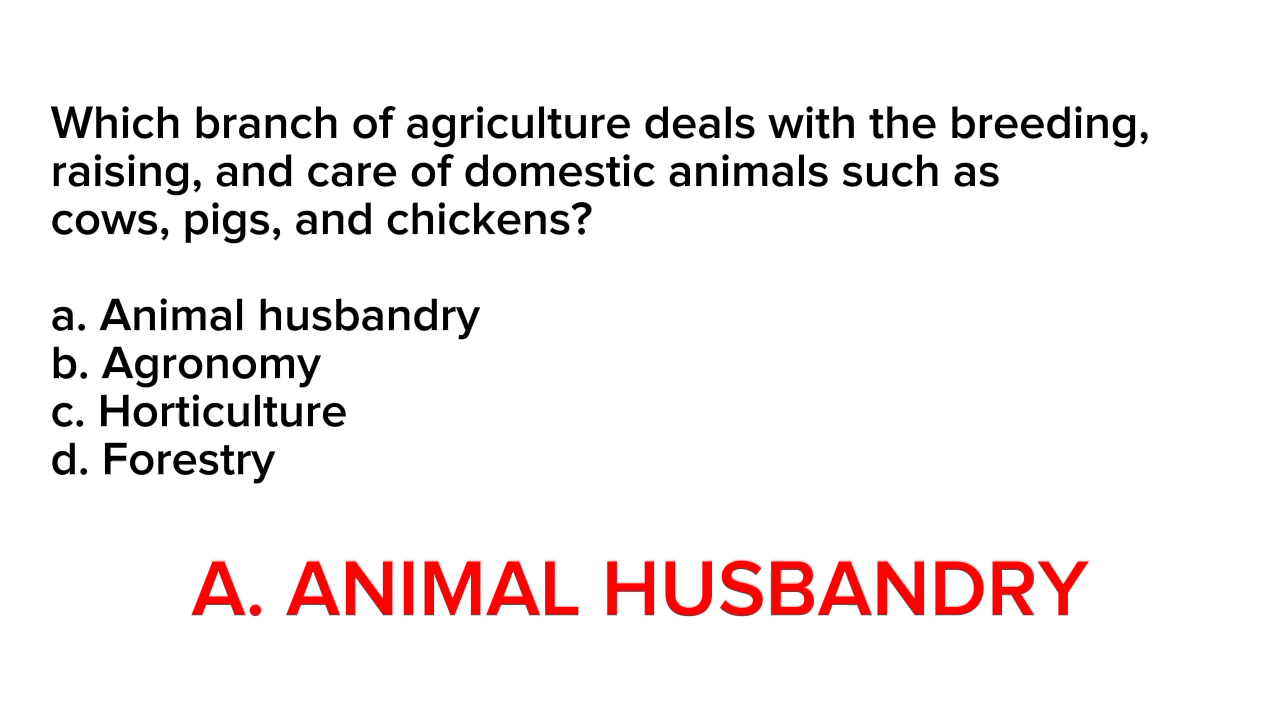 Which branch of agriculture deals with the breeding,
raising, and care of domestic animals such as
cows, pigs, and chickens?
a. Animal husbandry
b. Agronomy
c. Horticulture
d. Forestry
A. ANIMAL HUSBANDRY